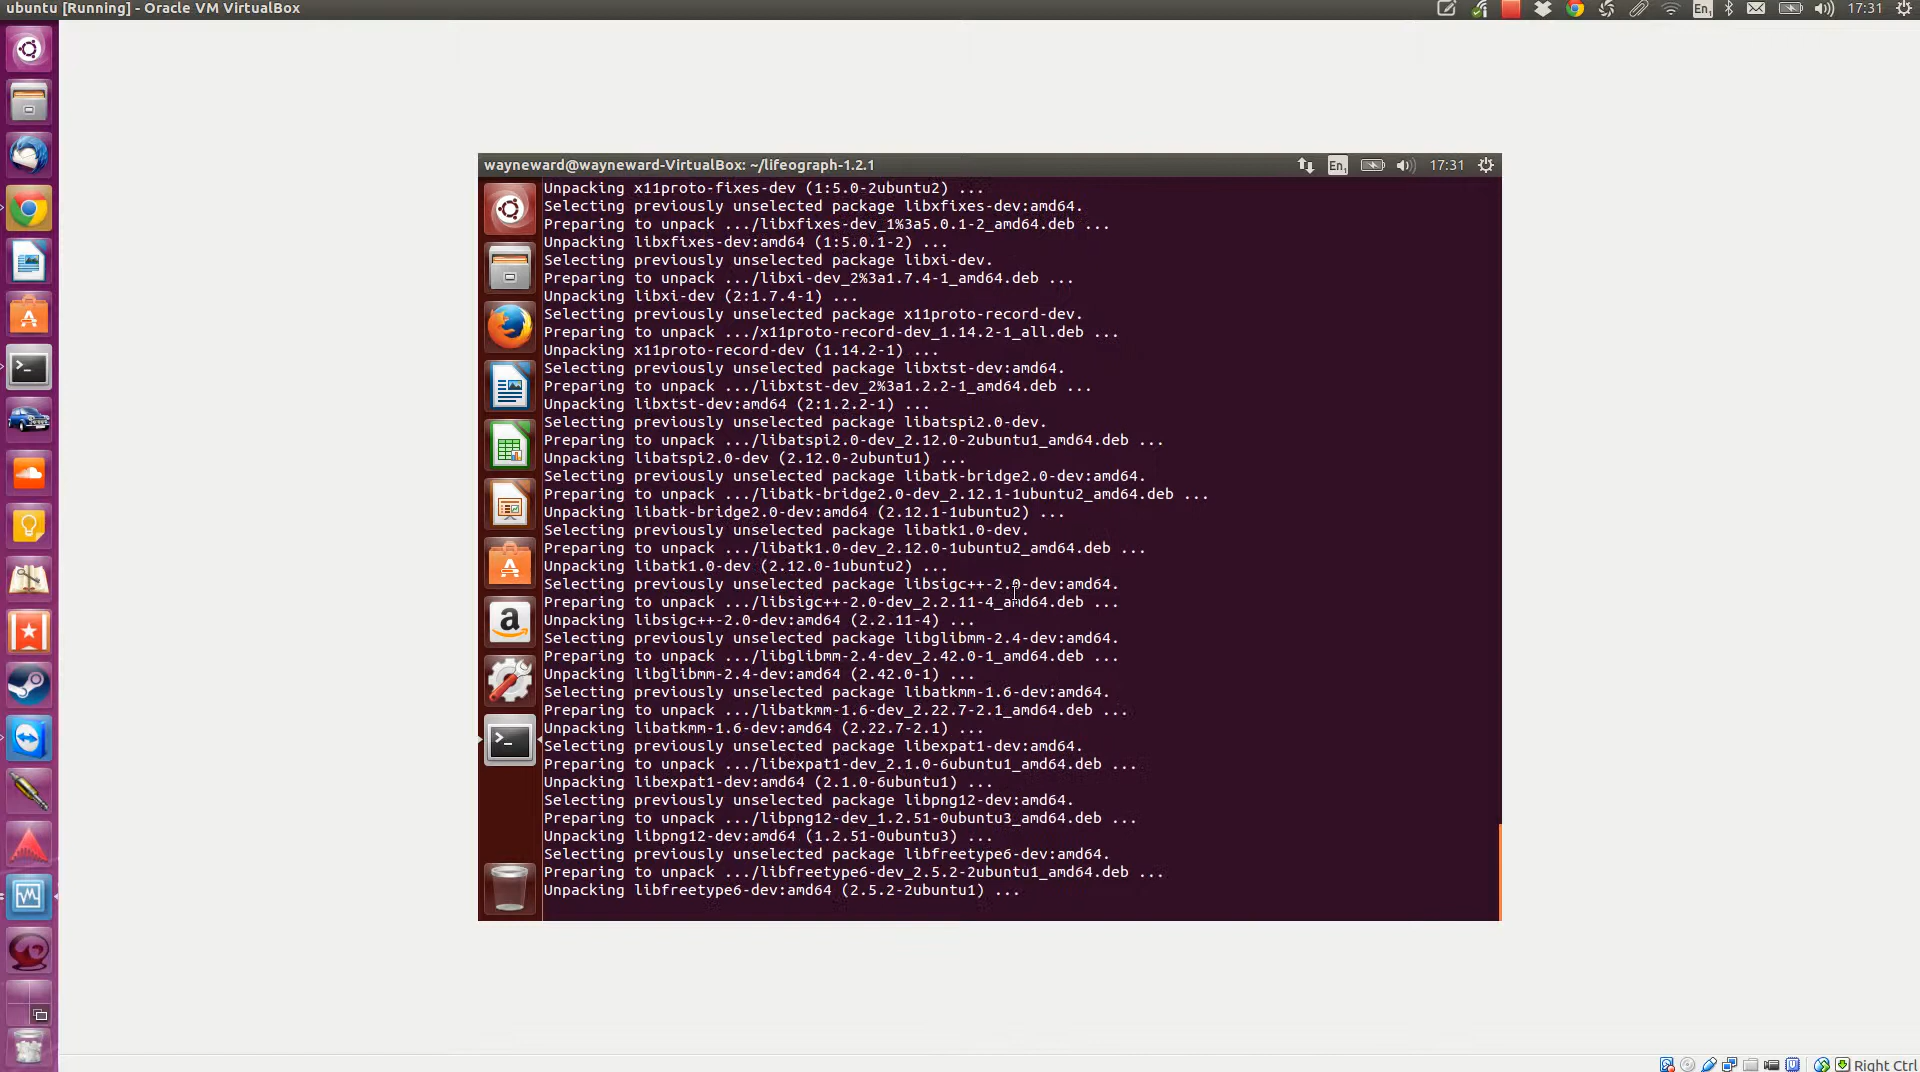 ubuntu [Running] - Oracle VM VirtualBox
En1
17:31
wayneward@wayneward-VirtualBox: ~/lifeograph-1.2.1
En1
17:31
Unpacking x11proto-fixes-dev (1:5.0-2ubuntu2) ...
Selecting previously unselected package libxfixes-dev:amd64.
Preparing to unpack .../libxfixes-dev_1%3a5.0.1-2_amd64.deb ...
Unpacking libxfixes-dev:amd64 (1:5.0.1-2) ...
Selecting previously unselected package libxi-dev.
Preparing to unpack .../libxi-dev_2%3a1.7.4-1_amd64.deb ...
Unpacking libxi-dev (2:1.7.4-1) ...
Selecting previously unselected package x11proto-record-dev.
Preparing to unpack .../x11proto-record-dev_1.14.2-1_all.deb ...
Unpacking x11proto-record-dev (1.14.2-1) ...
Selecting previously unselected package libxtst-dev:amd64.
Preparing to unpack .../libxtst-dev_2%3a1.2.2-1_amd64.deb ...
Unpacking libxtst-dev:amd64 (2:1.2.2-1) ...
Selecting previously unselected package libatspi2.0-dev.
Preparing to unpack .../libatspi2.0-dev_2.12.0-2ubuntu1_amd64.deb ...
Unpacking libatspi2.0-dev (2.12.0-2ubuntu1) ...
Selecting previously unselected package libatk-bridge2.0-dev:amd64.
Preparing to unpack .../libatk-bridge2.0-dev_2.12.1-1ubuntu2_amd64.deb ...
Unpacking libatk-bridge2.0-dev:amd64 (2.12.1-1ubuntu2) ...
Selecting previously unselected package libatk1.0-dev.
Preparing to unpack .../libatk1.0-dev_2.12.0-1ubuntu2_amd64.deb ...
Unpacking libatk1.0-dev (2.12.0-1ubuntu2) ...
Selecting previously unselected package libsigc++-2.0-dev:amd64.
Preparing to unpack .../libsigc++-2.0-dev_2.2.11-4_amd64.deb ...
Unpacking libsigc++-2.0-dev:amd64 (2.2.11-4) ...
Selecting previously unselected package libglibmm-2.4-dev:amd64.
Preparing to unpack .../libglibmm-2.4-dev_2.42.0-1_amd64.deb ...
Unpacking libglibmm-2.4-dev:amd64 (2.42.0-1) ...
Selecting previously unselected package libatkmm-1.6-dev:amd64.
Preparing to unpack .../libatkmm-1.6-dev_2.22.7-2.1_amd64.deb ...
Unpacking libatkmm-1.6-dev:amd64 (2.22.7-2.1) ...
Selecting previously unselected package libexpat1-dev:amd64.
Preparing to unpack .../libexpat1-dev_2.1.0-6ubuntu1_amd64.deb ...
Unpacking libexpat1-dev:amd64 (2.1.0-6ubuntu1) ...
Selecting previously unselected package libpng12-dev:amd64.
Preparing to unpack .../libpng12-dev_1.2.51-0ubuntu3_amd64.deb ...
Unpacking libpng12-dev:amd64 (1.2.51-0ubuntu3) ...
Selecting previously unselected package libfreetype6-dev:amd64.
Preparing to unpack .../libfreetype6-dev_2.5.2-2ubuntu1_amd64.deb ...
Unpacking libfreetype6-dev:amd64 (2.5.2-2ubuntu1) ...
Right Ctrl